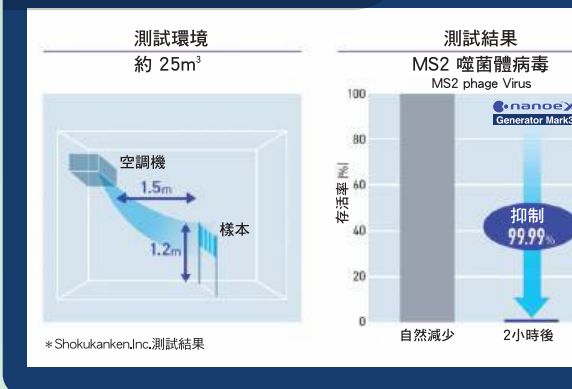 測試環境
約 25m³
空調機
1.5m
樣本
1.2m
*Shokukanken.Inc.測試結果
測試結果
MS2 噬菌體病毒
MS2 phage Virus
nanoeX
Generator Mark3
存活率 [%]
100
80
60
40
20
0
抑制
99.99%
自然減少
2小時後